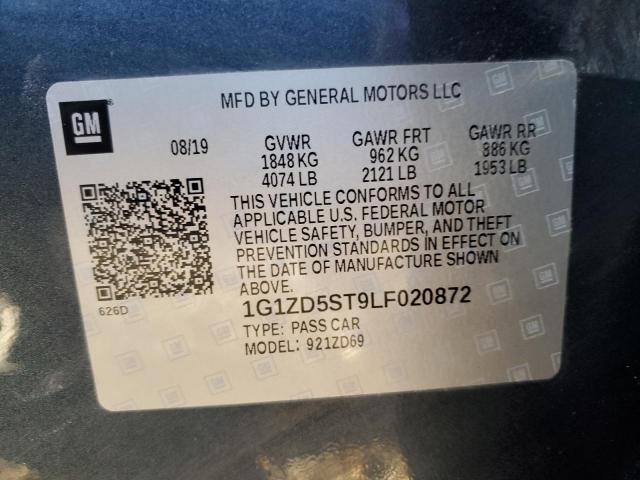 MFD BY GENERAL MOTORS LLC
GM
08/19 GVWR GAWR FRT GAWR RR
1848 KG 962 KG 886 KG
4074 LB 2121 LB 1953 LB
THIS VEHICLE CONFORMS TO ALL
APPLICABLE U.S. FEDERAL MOTOR
VEHICLE SAFETY, BUMPER, AND THEFT
PREVENTION STANDARDS IN EFFECT ON
THE DATE OF MANUFACTURE SHOWN
ABOVE.
626D
1G1ZD5ST9LF020872
TYPE: PASS CAR
MODEL: 921ZD69